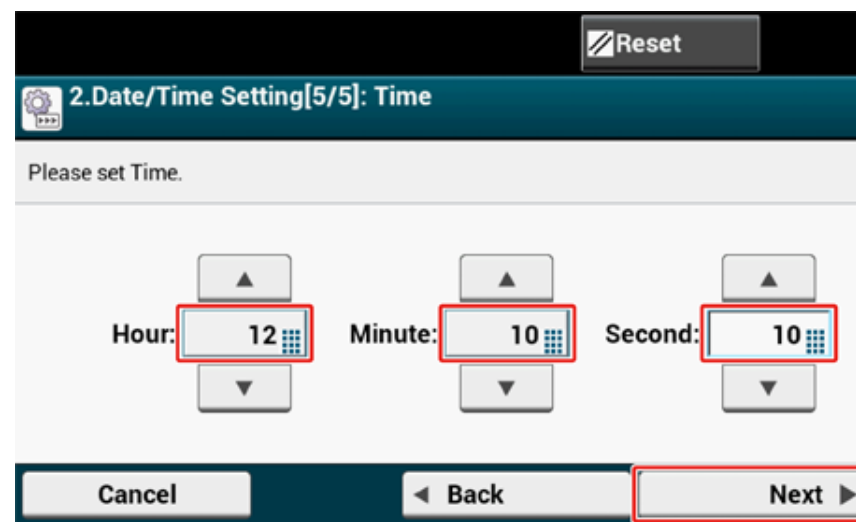 Reset
2.Date/Time Setting[5/5]: Time
Please set Time.
Hour: 12 Minute: 10 Second: 10
Cancel Back Next